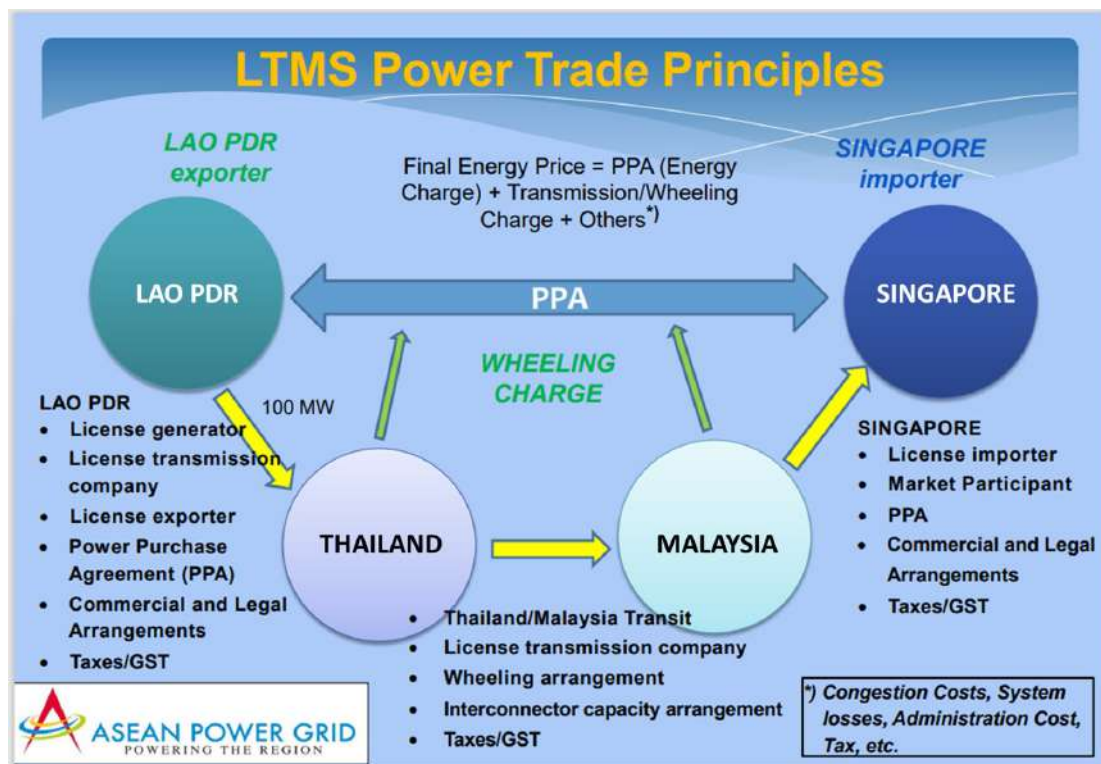 LTMS Power Trade Principles
LAO PDR
exporter
Final Energy Price = PPA (Energy
Charge) + Transmission/Wheeling
Charge + Others*)
SINGAPORE
importer
LAO PDR
PPA
SINGAPORE
WHEELING
CHARGE
100 MW
LAO PDR
• License generator
• License transmission
company
• License exporter
• Power Purchase
Agreement (PPA)
• Commercial and Legal
Arrangements
• Taxes/GST
THAILAND
MALAYSIA
SINGAPORE
• License importer
• Market Participant
• PPA
• Commercial and Legal
Arrangements
• Taxes/GST
• Thailand/Malaysia Transit
• License transmission company
• Wheeling arrangement
• Interconnector capacity arrangement
• Taxes/GST
ASEAN POWER GRID
POWERING THE REGION
*) Congestion Costs, System
losses, Administration Cost,
Tax, etc.